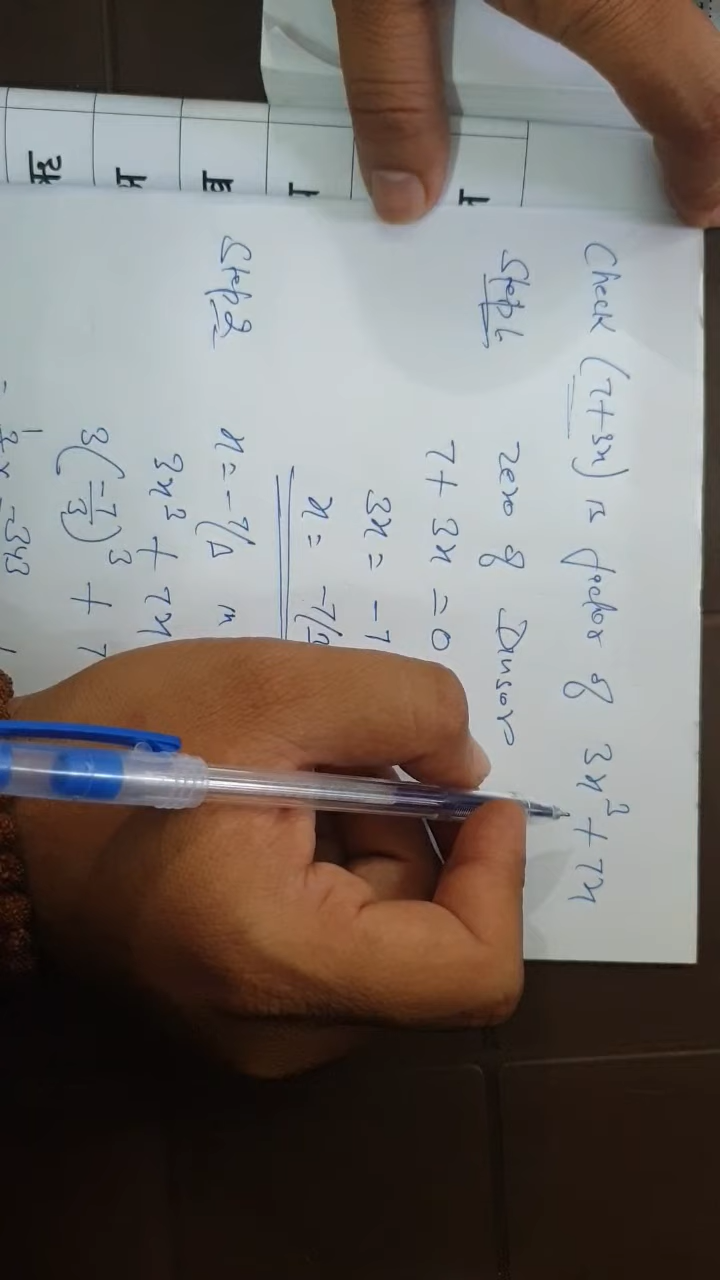 Check (7+3x) is factor of 3x³+7x
Step 1 zero of Divisor
7+ 3x = 0
3x = -7
x = -7/3
Step 2 x = -7/3 in
3x³ + 7x
3(-7/3)³ + 7